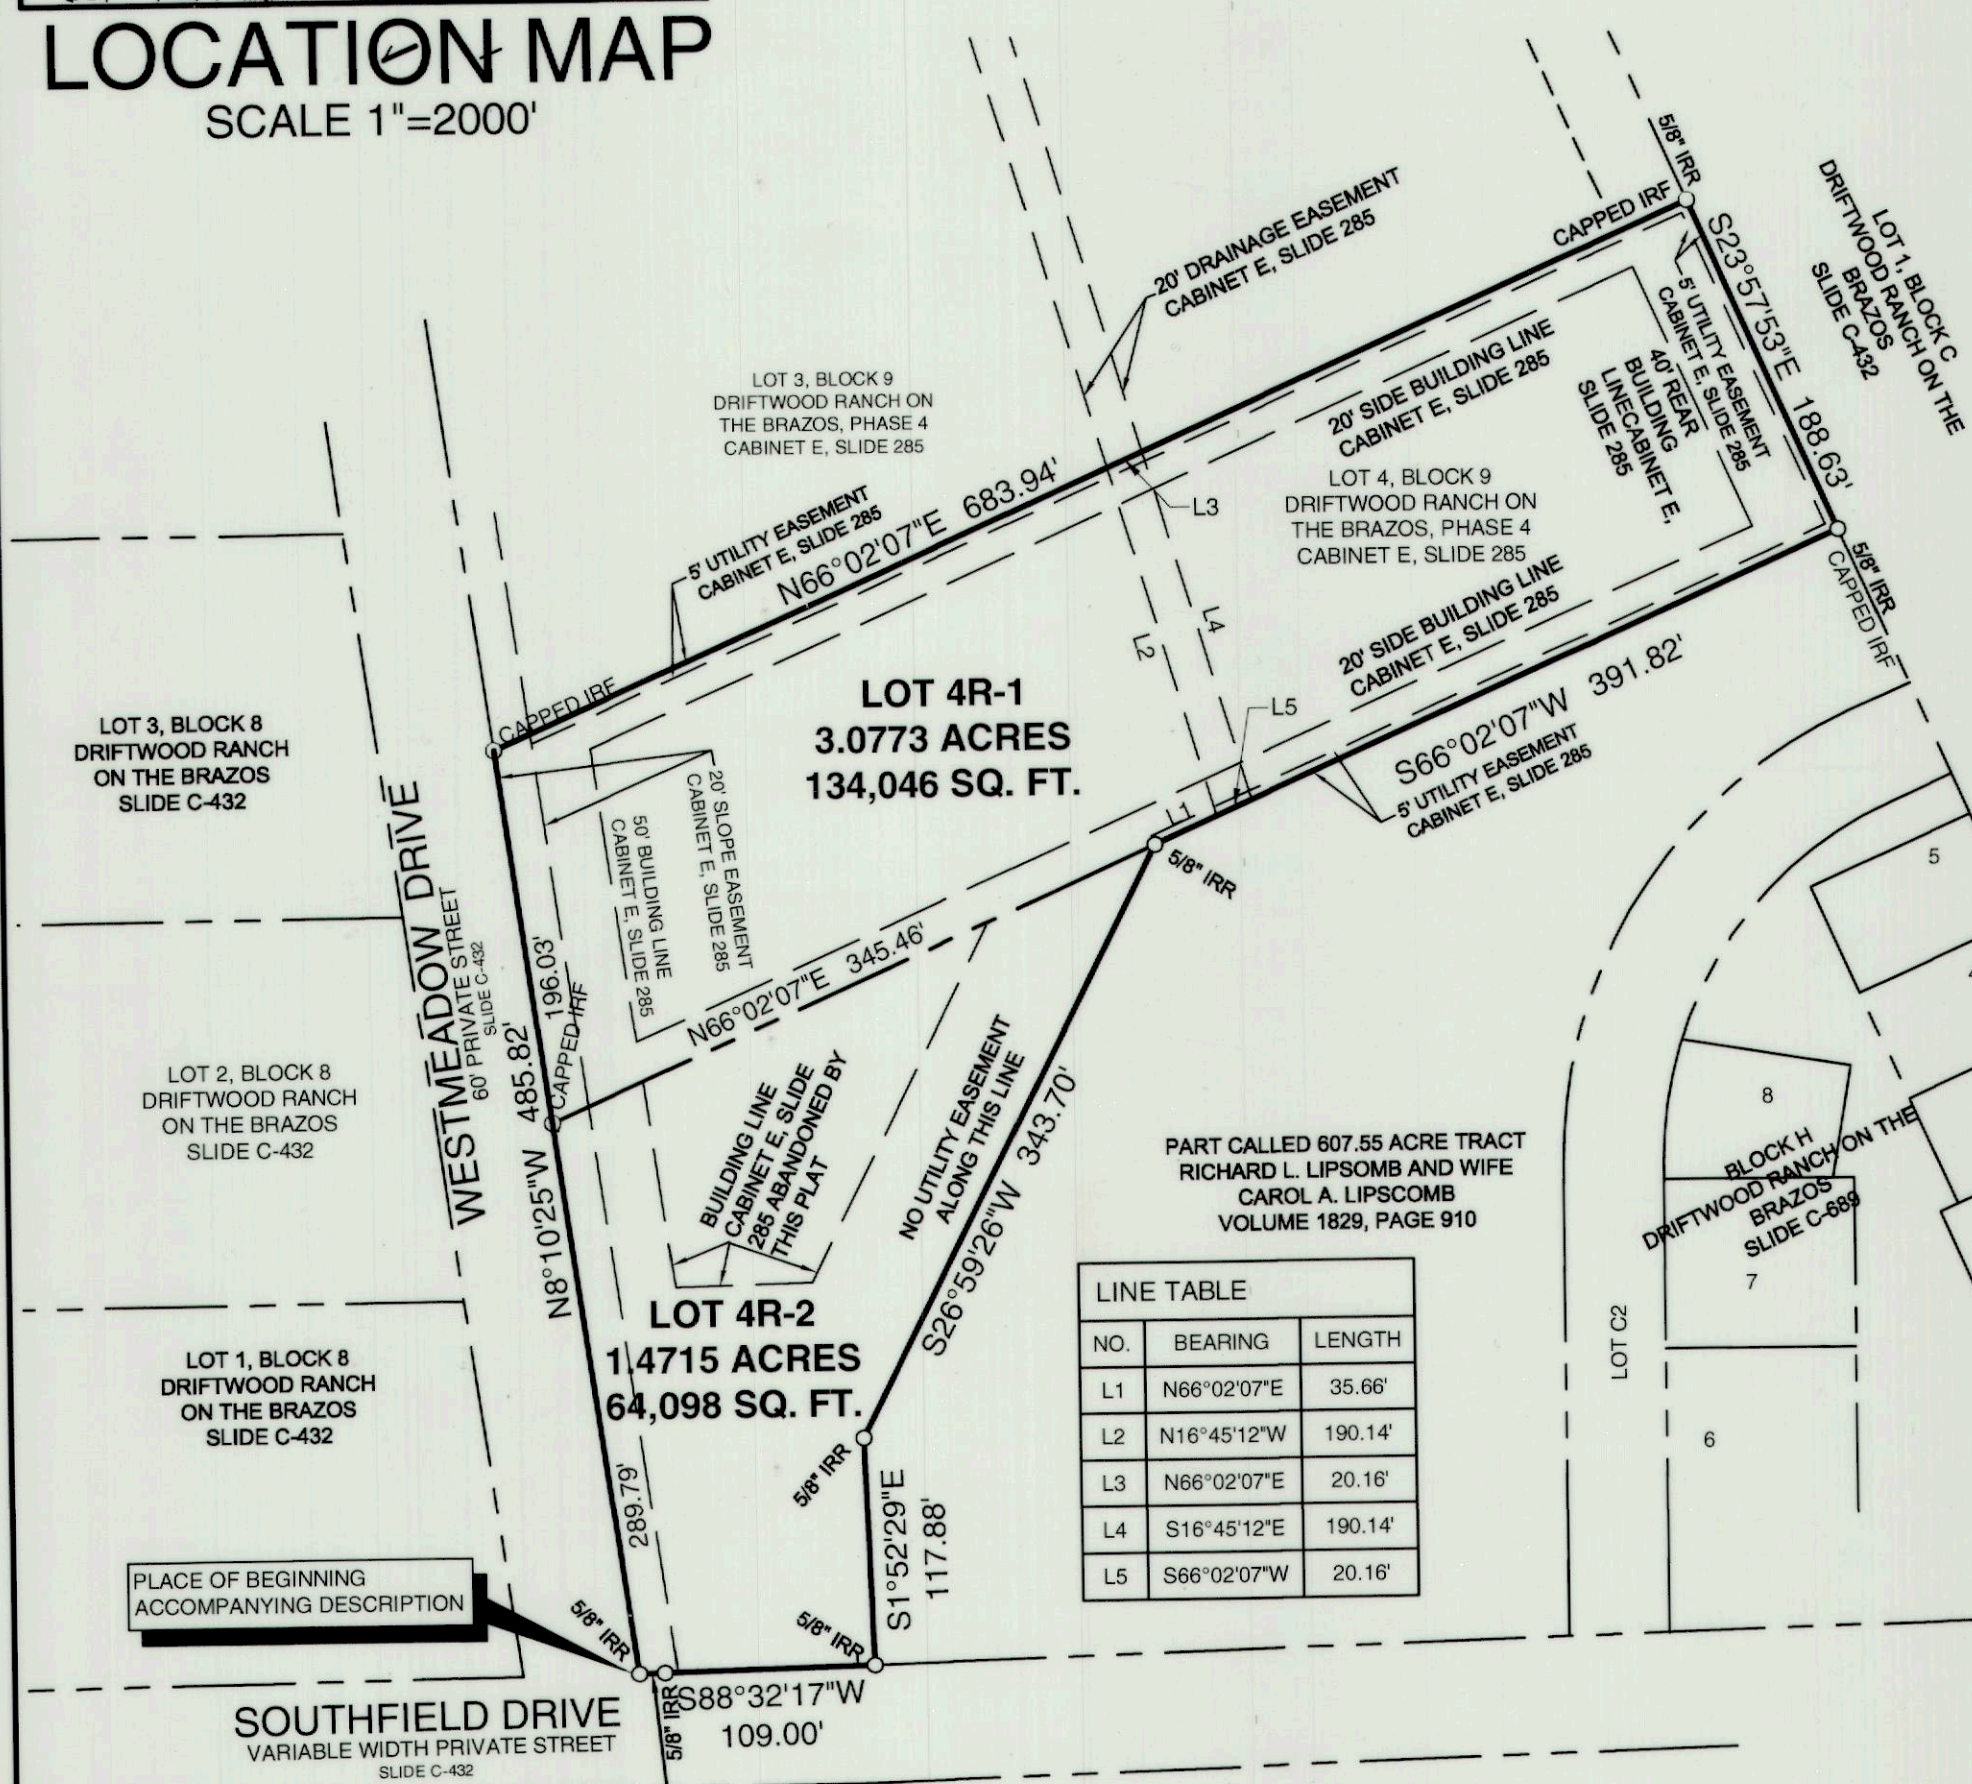 LOCATION MAP
SCALE 1"=2000'
5/8" IRR
CAPPED IRF
LOT 1, BLOCK C
DRIFTWOOD RANCH ON THE
BRAZOS
SLIDE C-432
S23°57'53"E 188.63'
20' DRAINAGE EASEMENT
CABINET E, SLIDE 285
5' UTILITY EASEMENT
CABINET E, SLIDE 285
40' REAR
BUILDING
LINECABINET E,
SLIDE 285
20' SIDE BUILDING LINE
CABINET E, SLIDE 285
LOT 3, BLOCK 9
DRIFTWOOD RANCH ON
THE BRAZOS, PHASE 4
CABINET E, SLIDE 285
N66°02'07"E 683.94'
5' UTILITY EASEMENT
CABINET E, SLIDE 285
L3
LOT 4, BLOCK 9
DRIFTWOOD RANCH ON
THE BRAZOS, PHASE 4
CABINET E, SLIDE 285
5/8" IRR
CAPPED IRF
20' SIDE BUILDING LINE
CABINET E, SLIDE 285
L4
L2
S66°02'07"W 391.82'
5' UTILITY EASEMENT
CABINET E, SLIDE 285
CAPPED IRF
LOT 4R-1
3.0773 ACRES
134,046 SQ. FT.
L5
L1
5/8" IRR
LOT 3, BLOCK 8
DRIFTWOOD RANCH
ON THE BRAZOS
SLIDE C-432
WESTMEADOW DRIVE
60' PRIVATE STREET
SLIDE C-432
20' SLOPE EASEMENT
CABINET E, SLIDE 285
50' BUILDING LINE
CABINET E, SLIDE 285
196.03'
CAPPED IRF
N8°10'25"W 485.82'
N66°02'07"E 345.46'
LOT 2, BLOCK 8
DRIFTWOOD RANCH
ON THE BRAZOS
SLIDE C-432
BUILDING LINE
CABINET E, SLIDE
285 ABANDONED BY
THIS PLAT
NO UTILITY EASEMENT
ALONG THIS LINE
S26°59'26"W 343.70'
PART CALLED 607.55 ACRE TRACT
RICHARD L. LIPSOMB AND WIFE
CAROL A. LIPSCOMB
VOLUME 1829, PAGE 910
5
8
BLOCK H
DRIFTWOOD RANCH ON THE
BRAZOS
SLIDE C-689
7
LOT C2
6
LOT 4R-2
1.4715 ACRES
64,098 SQ. FT.
LINE TABLE
NO. BEARING LENGTH
L1 N66°02'07"E 35.66'
L2 N16°45'12"W 190.14'
L3 N66°02'07"E 20.16'
L4 S16°45'12"E 190.14'
L5 S66°02'07"W 20.16'
LOT 1, BLOCK 8
DRIFTWOOD RANCH
ON THE BRAZOS
SLIDE C-432
5/8" IRR
S1°52'29"E
117.88'
289.79'
PLACE OF BEGINNING
ACCOMPANYING DESCRIPTION
5/8" IRR
5/8" IRR
5/8" IRR
S88°32'17"W
109.00'
SOUTHFIELD DRIVE
VARIABLE WIDTH PRIVATE STREET
SLIDE C-432